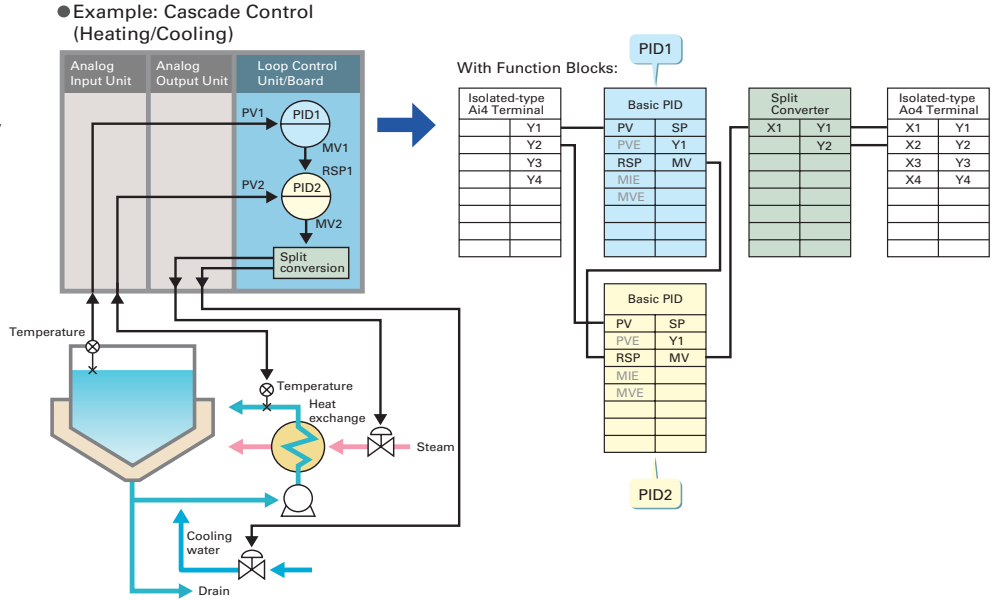 ●Example: Cascade Control
(Heating/Cooling)
Analog
Input Unit
Analog
Output Unit
Loop Control
Unit/Board
PV1
PID1
MV1
RSP1
PV2
PID2
MV2
Split
conversion
Temperature
Temperature
Heat
exchange
Steam
Cooling
water
Drain
With Function Blocks:
PID1
Isolated-type
Ai4 Terminal
Y1
Y2
Y3
Y4
Basic PID
PV SP
PVE Y1
RSP MV
MIE
MVE
Split
Converter
X1 Y1
Y2
Isolated-type
Ao4 Terminal
X1 Y1
X2 Y2
X3 Y3
X4 Y4
Basic PID
PV SP
PVE Y1
RSP MV
MIE
MVE
PID2